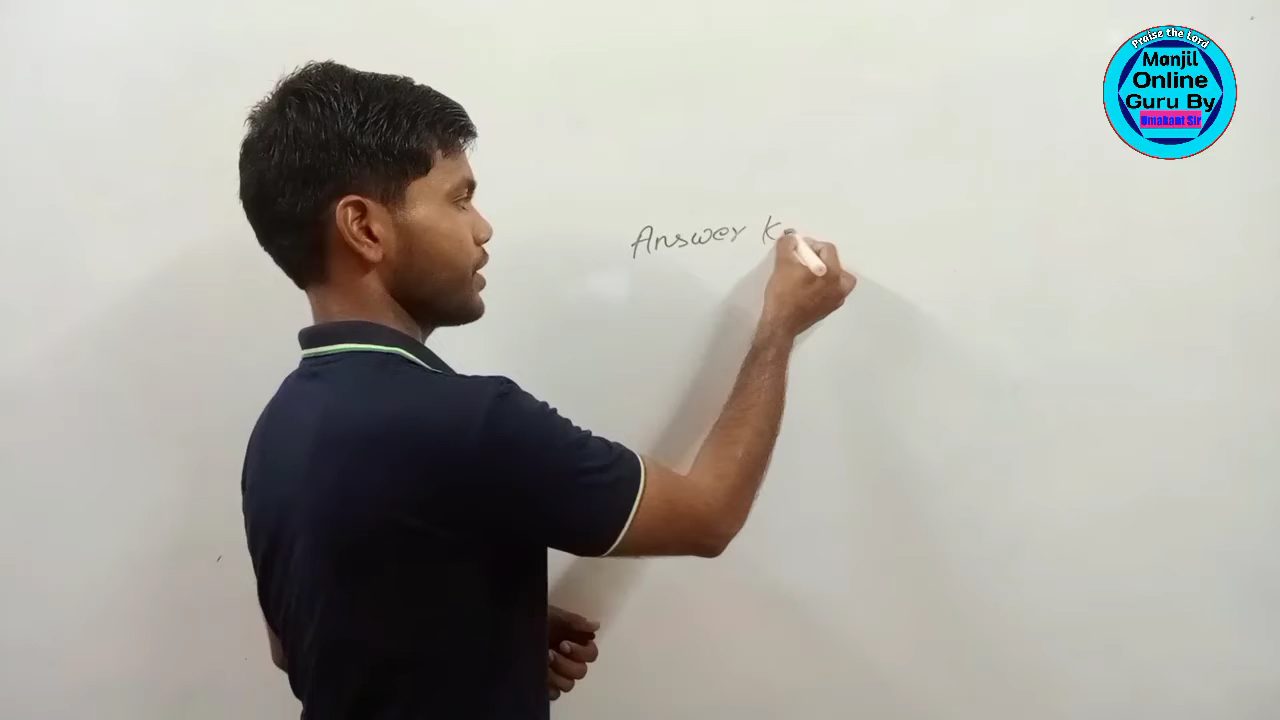 Praise the Lord
Manjil
Online
Guru By
Umakant Sir
Answer K